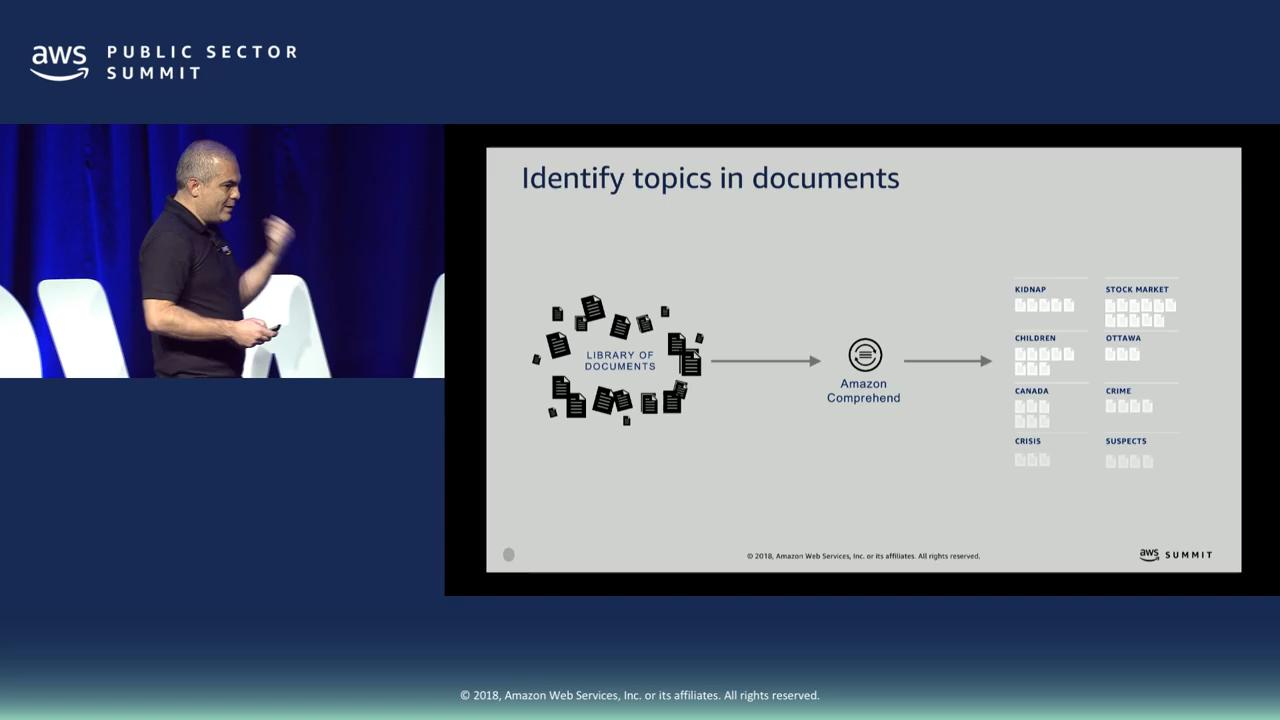 aws PUBLIC SECTOR
SUMMIT
Identify topics in documents
LIBRARY OF
DOCUMENTS
Amazon
Comprehend
KIDNAP
STOCK MARKET
CHILDREN
OTTAWA
CANADA
CRIME
CRISIS
SUSPECTS
© 2018, Amazon Web Services, Inc. or its affiliates. All rights reserved.
aws SUMMIT
© 2018, Amazon Web Services, Inc. or its affiliates. All rights reserved.